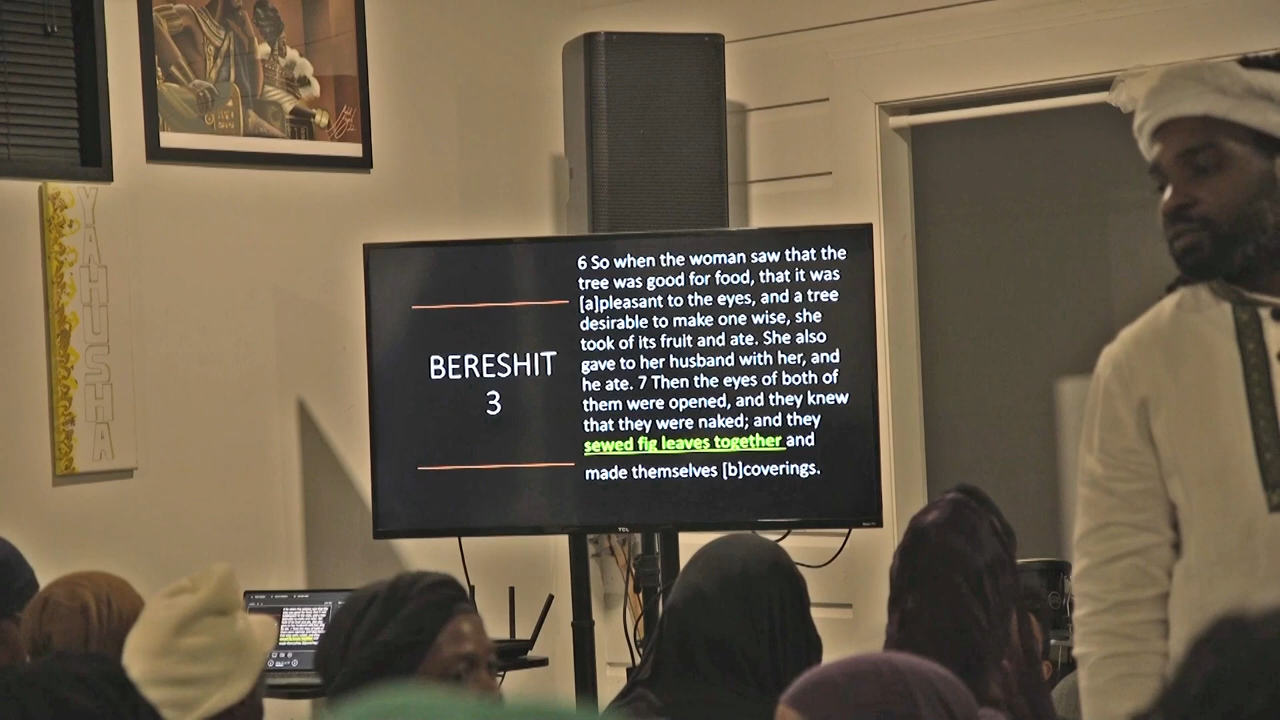 YAHUSHA
BERESHIT
3
6 So when the woman saw that the
tree was good for food, that it was
[a]pleasant to the eyes, and a tree
desirable to make one wise, she
took of its fruit and ate. She also
gave to her husband with her, and
he ate. 7 Then the eyes of both of
them were opened, and they knew
that they were naked; and they
sewed fig leaves together and
made themselves [b]coverings.
TCL